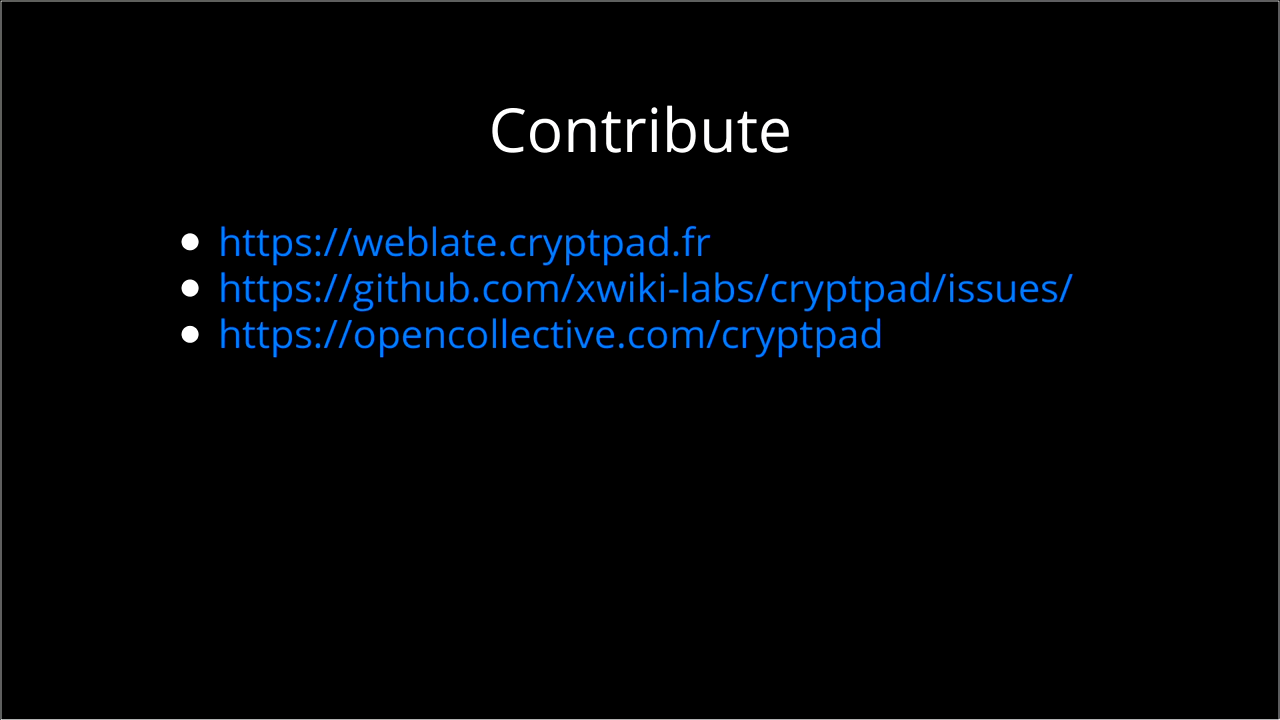 Contribute
https://weblate.cryptpad.fr
https://github.com/xwiki-labs/cryptpad/issues/
https://opencollective.com/cryptpad